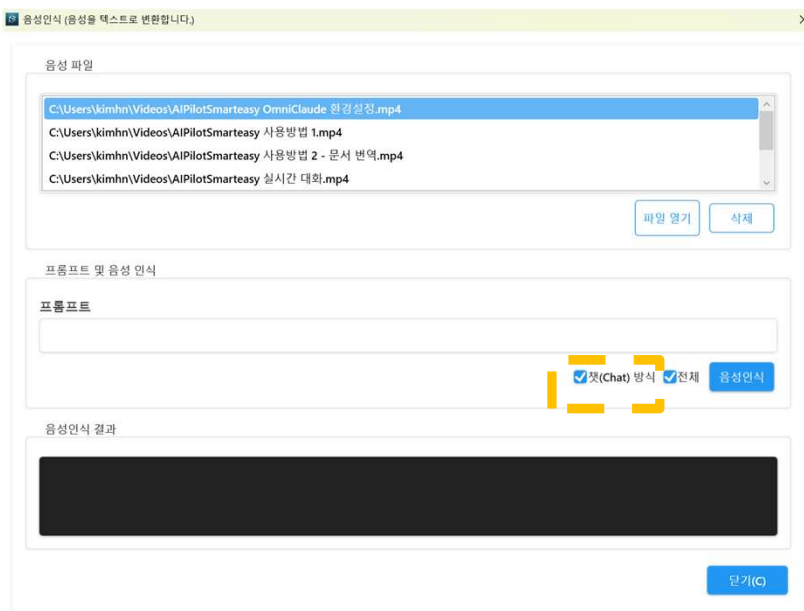 음성인식 (음성을 텍스트로 변환합니다.)
음성 파일
C:\Users\kimhn\Videos\AIPilotSmarteasy OmniClaude 환경설정.mp4
C:\Users\kimhn\Videos\AIPilotSmarteasy 사용방법 1.mp4
C:\Users\kimhn\Videos\AIPilotSmarteasy 사용방법 2 - 문서 번역.mp4
C:\Users\kimhn\Videos\AIPilotSmarteasy 실시간 대화.mp4
파일 열기 삭제
프롬프트 및 음성 인식
프롬프트
챗(Chat) 방식 전체 음성인식
음성인식 결과
닫기(C)